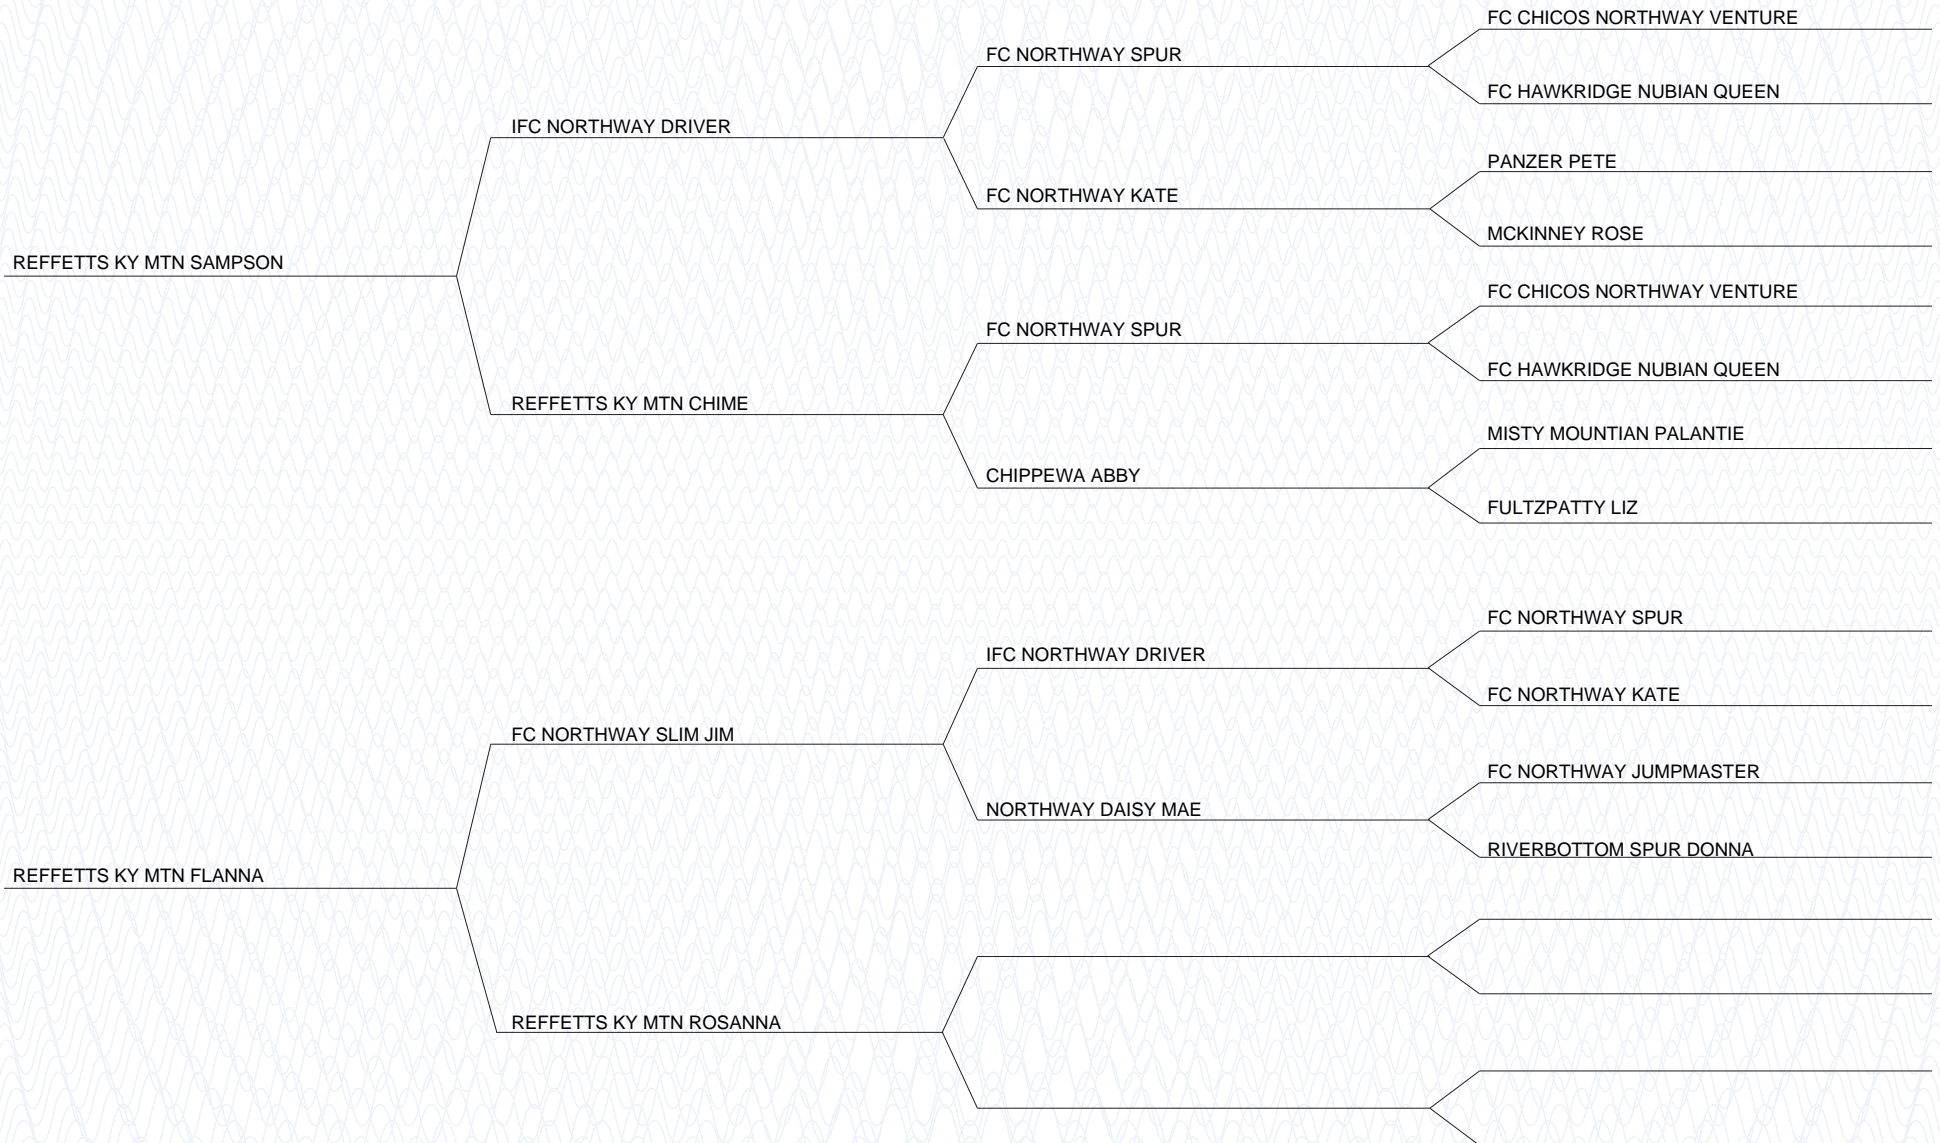 FC CHICOS NORTHWAY VENTURE
FC NORTHWAY SPUR
FC HAWKRIDGE NUBIAN QUEEN
IFC NORTHWAY DRIVER
PANZER PETE
FC NORTHWAY KATE
MCKINNEY ROSE
REFFETTS KY MTN SAMPSON
FC CHICOS NORTHWAY VENTURE
FC NORTHWAY SPUR
FC HAWKRIDGE NUBIAN QUEEN
REFFETTS KY MTN CHIME
MISTY MOUNTIAN PALANTIE
CHIPPEWA ABBY
FULTZPATTY LIZ
FC NORTHWAY SPUR
IFC NORTHWAY DRIVER
FC NORTHWAY KATE
FC NORTHWAY SLIM JIM
FC NORTHWAY JUMPMASTER
NORTHWAY DAISY MAE
RIVERBOTTOM SPUR DONNA
REFFETTS KY MTN FLANNA
REFFETTS KY MTN ROSANNA